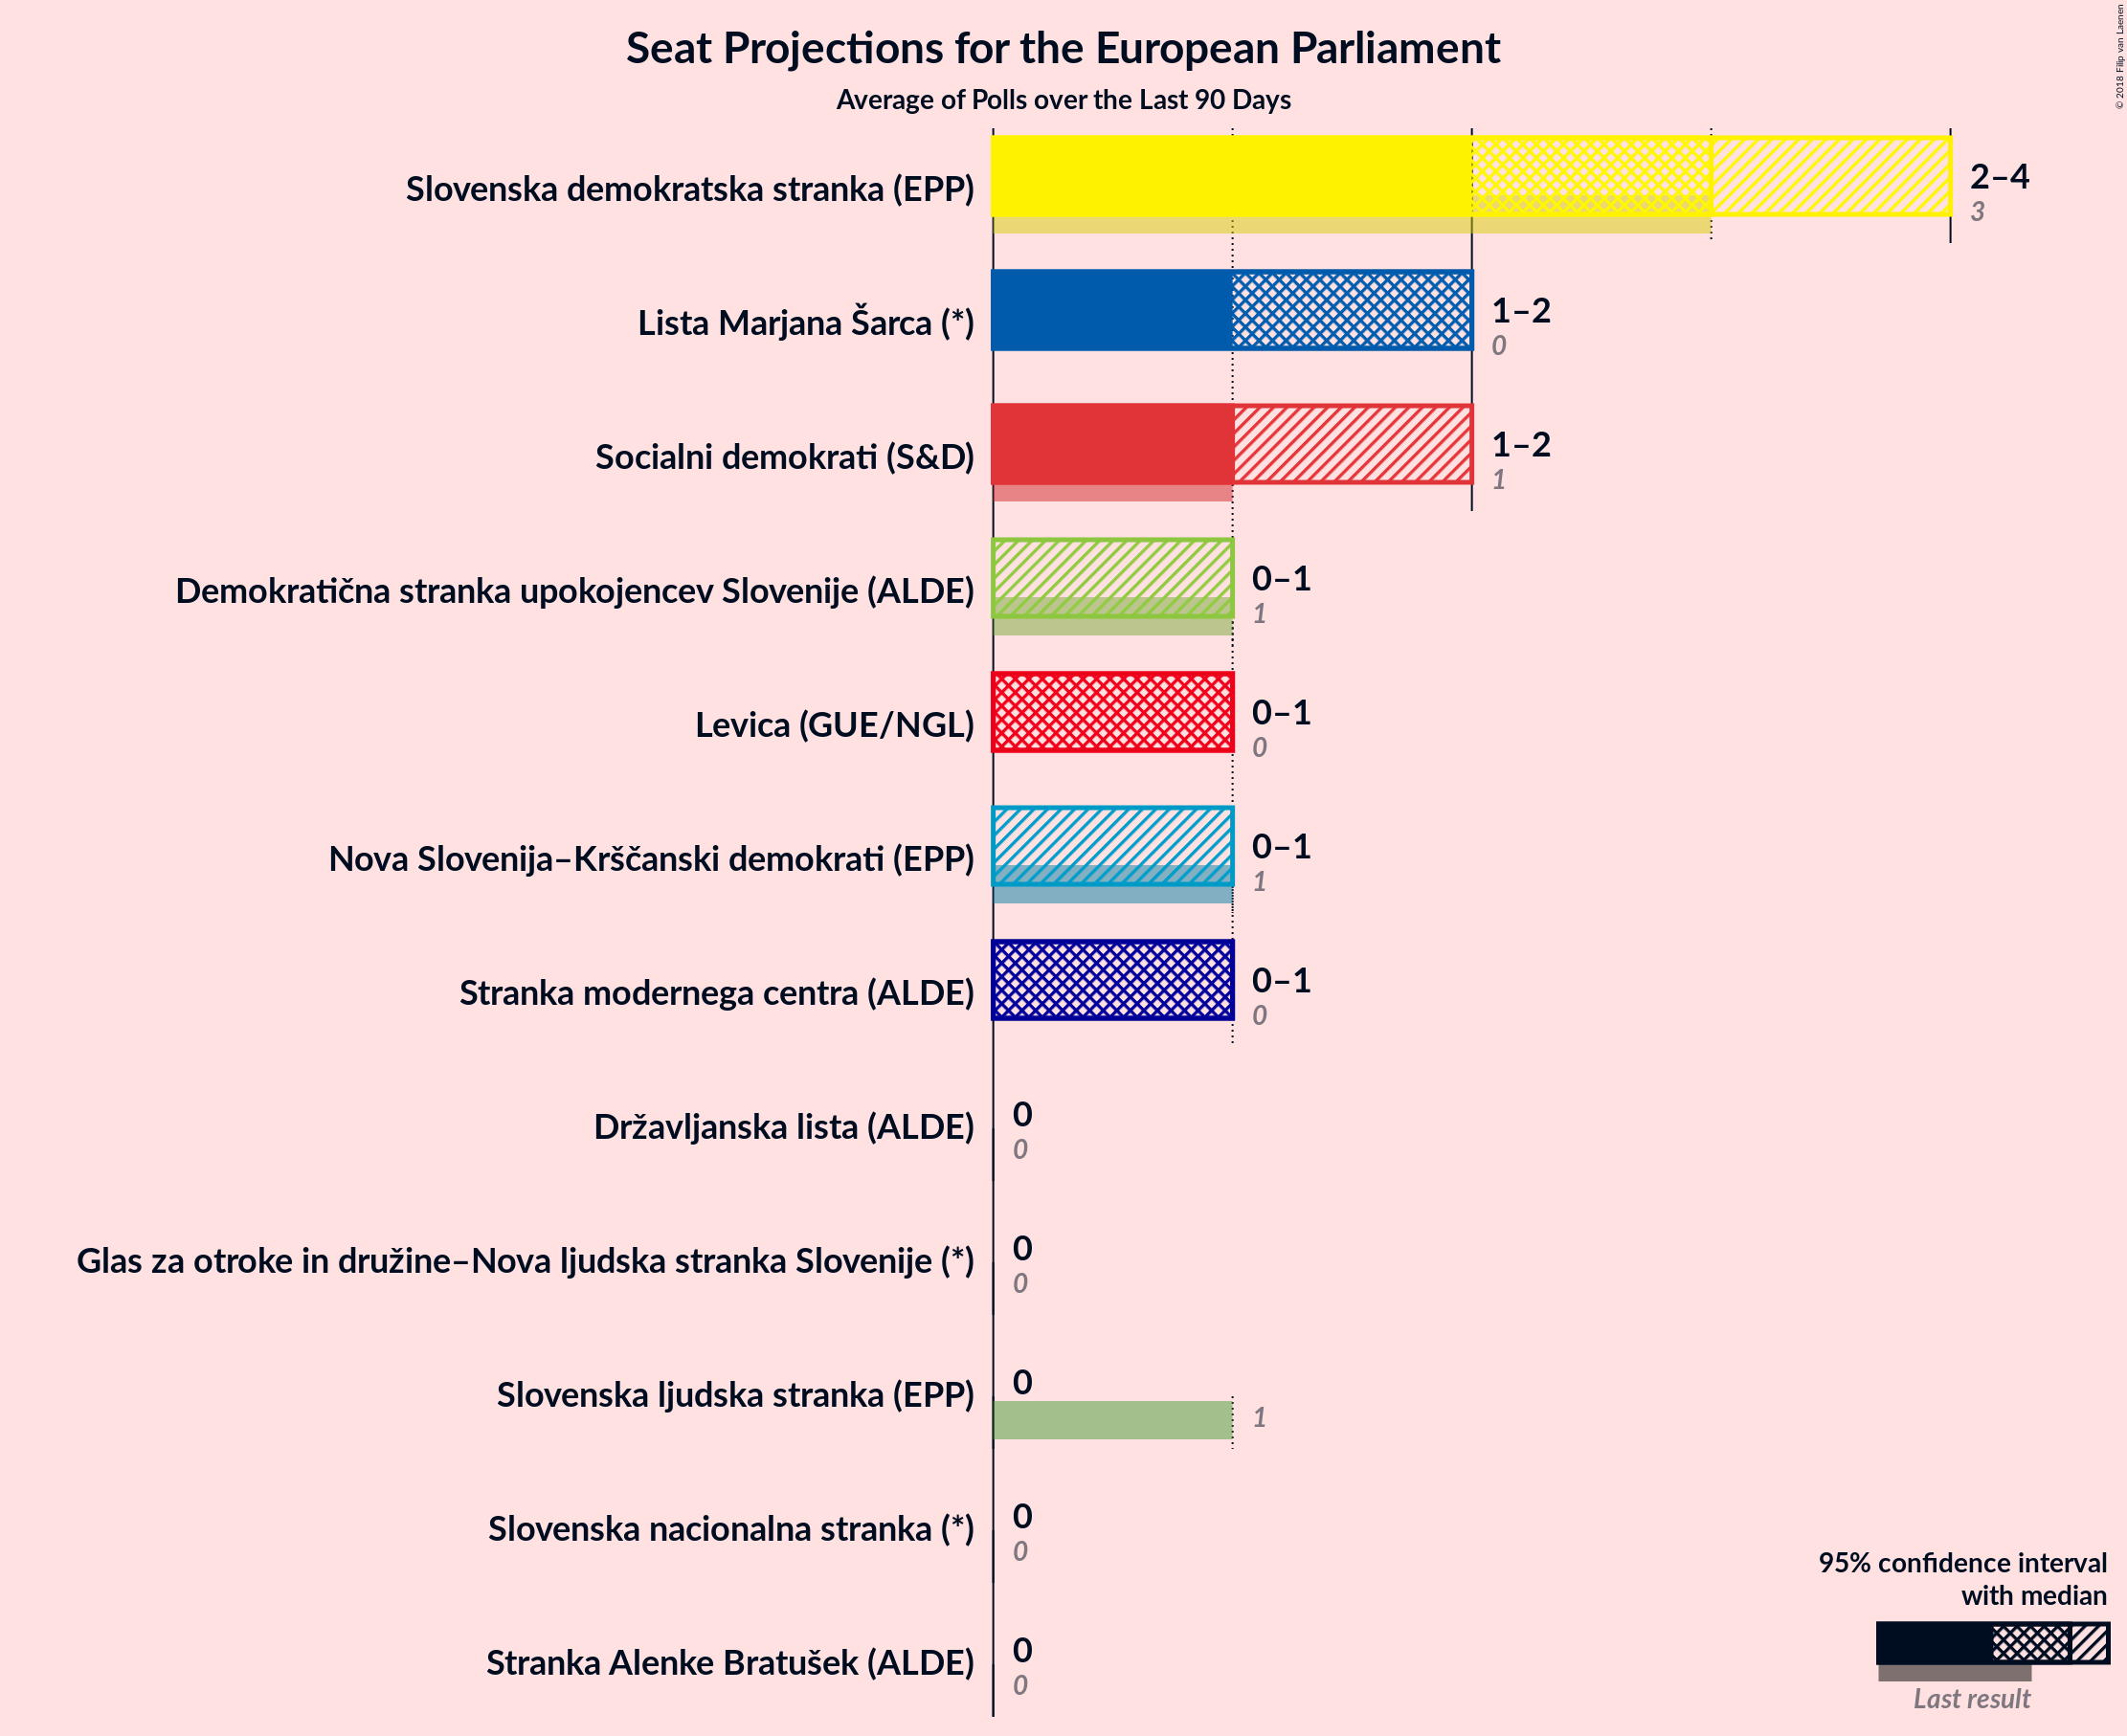 Seat Projections for the European Parliament
Average of Polls over the Last 90 Days
© 2018 Filip van Laenen
Slovenska demokratska stranka (EPP)
2–4
3
Lista Marjana Šarca (*)
1–2
0
Socialni demokrati (S&D)
1–2
1
Demokratična stranka upokojencev Slovenije (ALDE)
0–1
1
Levica (GUE/NGL)
0–1
0
Nova Slovenija–Krščanski demokrati (EPP)
0–1
1
Stranka modernega centra (ALDE)
0–1
0
Državljanska lista (ALDE)
0
0
Glas za otroke in družine–Nova ljudska stranka Slovenije (*)
0
0
Slovenska ljudska stranka (EPP)
0
1
Slovenska nacionalna stranka (*)
0
0
Stranka Alenke Bratušek (ALDE)
0
0
95% confidence interval
with median
Last result